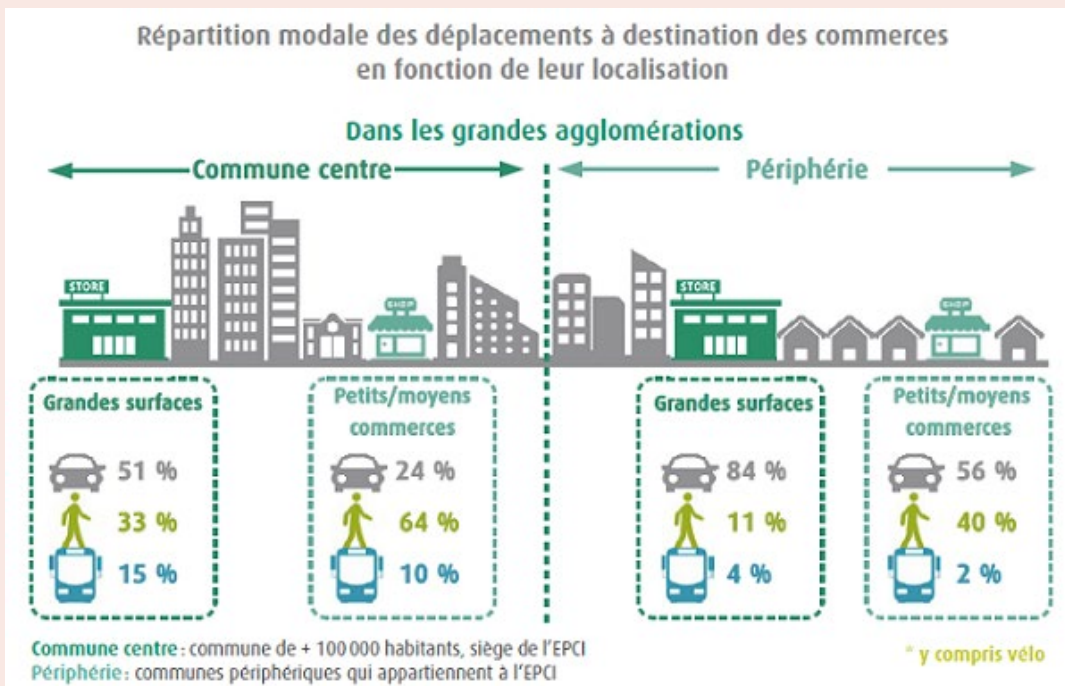 Répartition modale des déplacements à destination des commerces
en fonction de leur localisation
Dans les grandes agglomérations
Commune centre
Périphérie
STORE
SHOP
STORE
SHOP
Grandes surfaces
51 %
33 %
15 %
Petits/moyens
commerces
24 %
64 %
10 %
Grandes surfaces
84 %
11 %
4 %
Petits/moyens
commerces
56 %
40 %
2 %
Commune centre : commune de + 100 000 habitants, siège de l'EPCI
Périphérie : communes périphériques qui appartiennent à l'EPCI
* y compris vélo